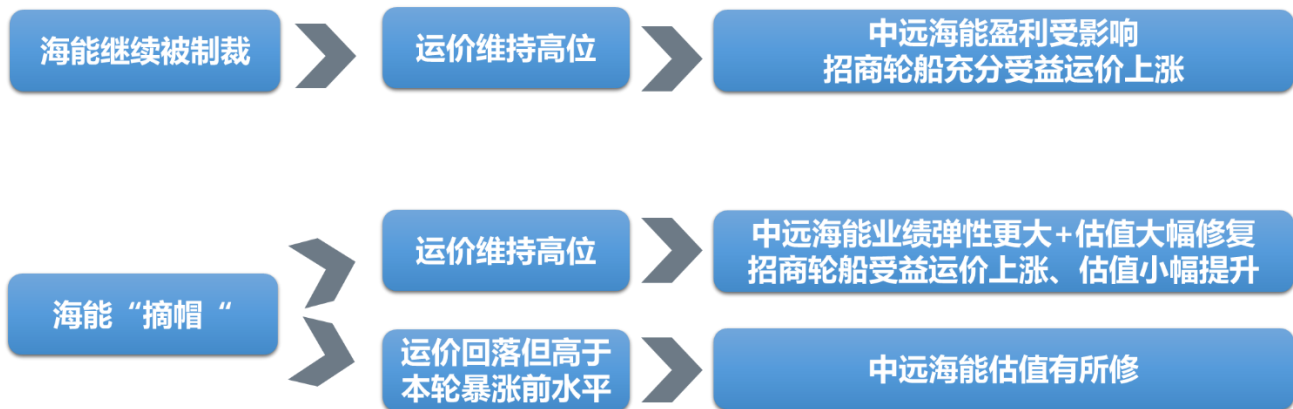 海能继续被制裁
运价维持高位
中远海能盈利受影响
招商轮船充分受益运价上涨
海能“摘帽“
运价维持高位
中远海能业绩弹性更大+估值大幅修复
招商轮船受益运价上涨、估值小幅提升
运价回落但高于
本轮暴涨前水平
中远海能估值有所修